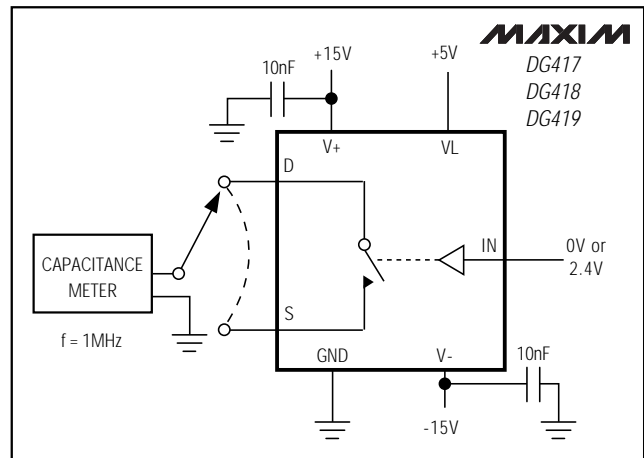 MAXIM
DG417
DG418
DG419
+15V
+5V
10nF
V+
VL
D
IN
0V or
2.4V
CAPACITANCE
METER
f = 1MHz
S
GND
V-
10nF
-15V